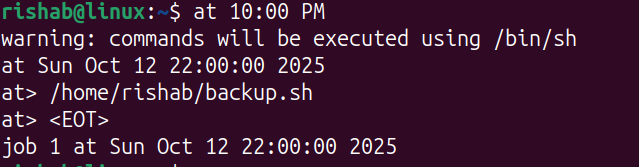 rishab@linux:~$ at 10:00 PM
warning: commands will be executed using /bin/sh
at Sun Oct 12 22:00:00 2025
at> /home/rishab/backup.sh
at> <EOT>
job 1 at Sun Oct 12 22:00:00 2025